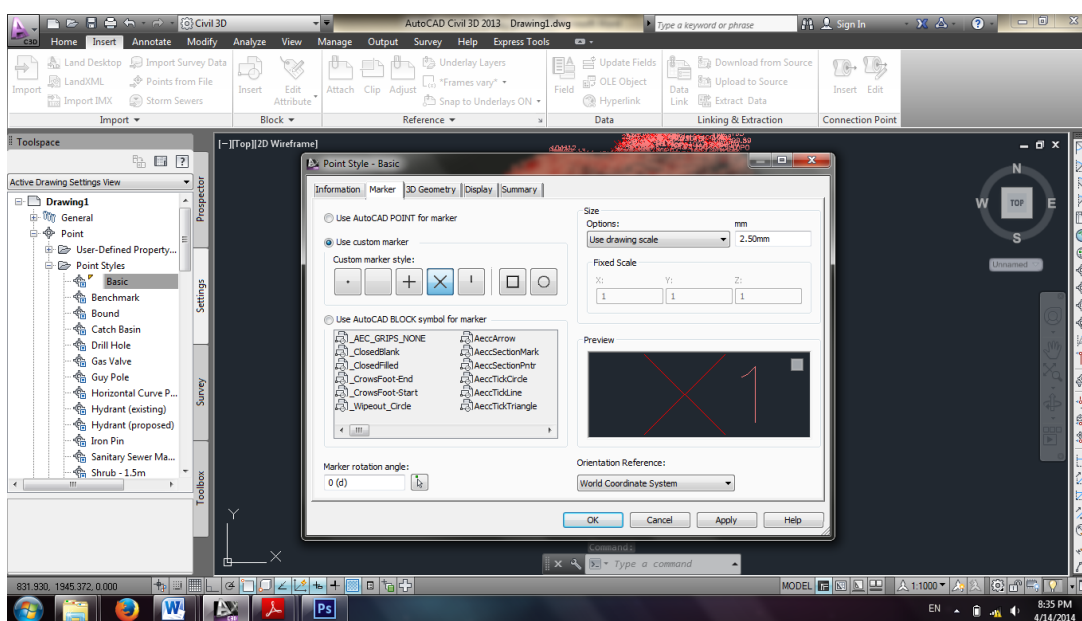 Civil 3D
AutoCAD Civil 3D 2013 Drawing1.dwg
Type a keyword or phrase
Sign In
C3D
Home Insert Annotate Modify Analyze View Manage Output Survey Help Express Tools
Land Desktop Import Survey Data
LandXML Points from File
Import IMX Storm Sewers
Import
Insert
Edit
Attribute
Attach Clip Adjust
Underlay Layers
*Frames vary*
Snap to Underlays ON
Field
Update Fields
OLE Object
Hyperlink
Data
Link
Download from Source
Upload to Source
Extract Data
Insert Edit
Import Block Reference Data Linking & Extraction Connection Point
Toolspace
Active Drawing Settings View
Drawing1
General
Point
User-Defined Property...
Point Styles
Basic
Benchmark
Bound
Catch Basin
Drill Hole
Gas Valve
Guy Pole
Horizontal Curve P...
Hydrant (existing)
Hydrant (proposed)
Iron Pin
Sanitary Sewer Ma...
Shrub - 1.5m
Prospector
Settings
Survey
Toolbox
[-][Top][2D Wireframe]
N
W TOP E
S
Unnamed
Point Style - Basic
Information Marker 3D Geometry Display Summary
Use AutoCAD POINT for marker
Use custom marker
Custom marker style:
Use AutoCAD BLOCK symbol for marker
_AEC_GRIPS_NONE
_ClosedBlank
_ClosedFilled
_CrowsFoot-End
_CrowsFoot-Start
_Wipeout_Circle
AeccArrow
AeccSectionMark
AeccSectionPntr
AeccTickCircle
AeccTickLine
AeccTickTriangle
Marker rotation angle:
0 (d)
Size
Options: mm
Use drawing scale 2.50mm
Fixed Scale
X: Y: Z:
1 1 1
Preview
1
Orientation Reference:
World Coordinate System
OK Cancel Apply Help
Y
X
Command:
Type a command
831.930, 1945.372, 0.000
MODEL
1:1000
W
C3D
Ps
EN
8:35 PM
4/14/2014